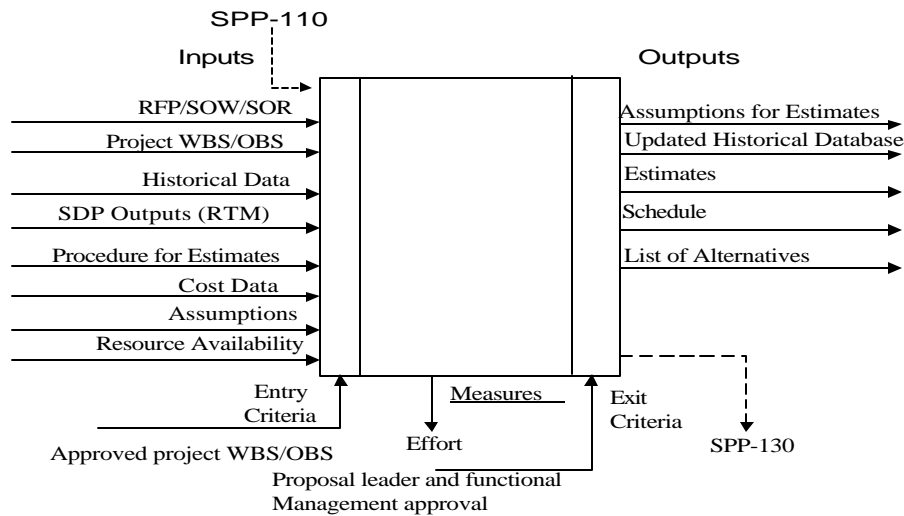 SPP-110
Inputs
Outputs
RFP/SOW/SOR
Project WBS/OBS
Historical Data
SDP Outputs (RTM)
Procedure for Estimates
Cost Data
Assumptions
Resource Availability
Assumptions for Estimates
Updated Historical Database
Estimates
Schedule
List of Alternatives
Entry
Criteria
Approved project WBS/OBS
Measures
Effort
Exit
Criteria
Proposal leader and functional
Management approval
SPP-130